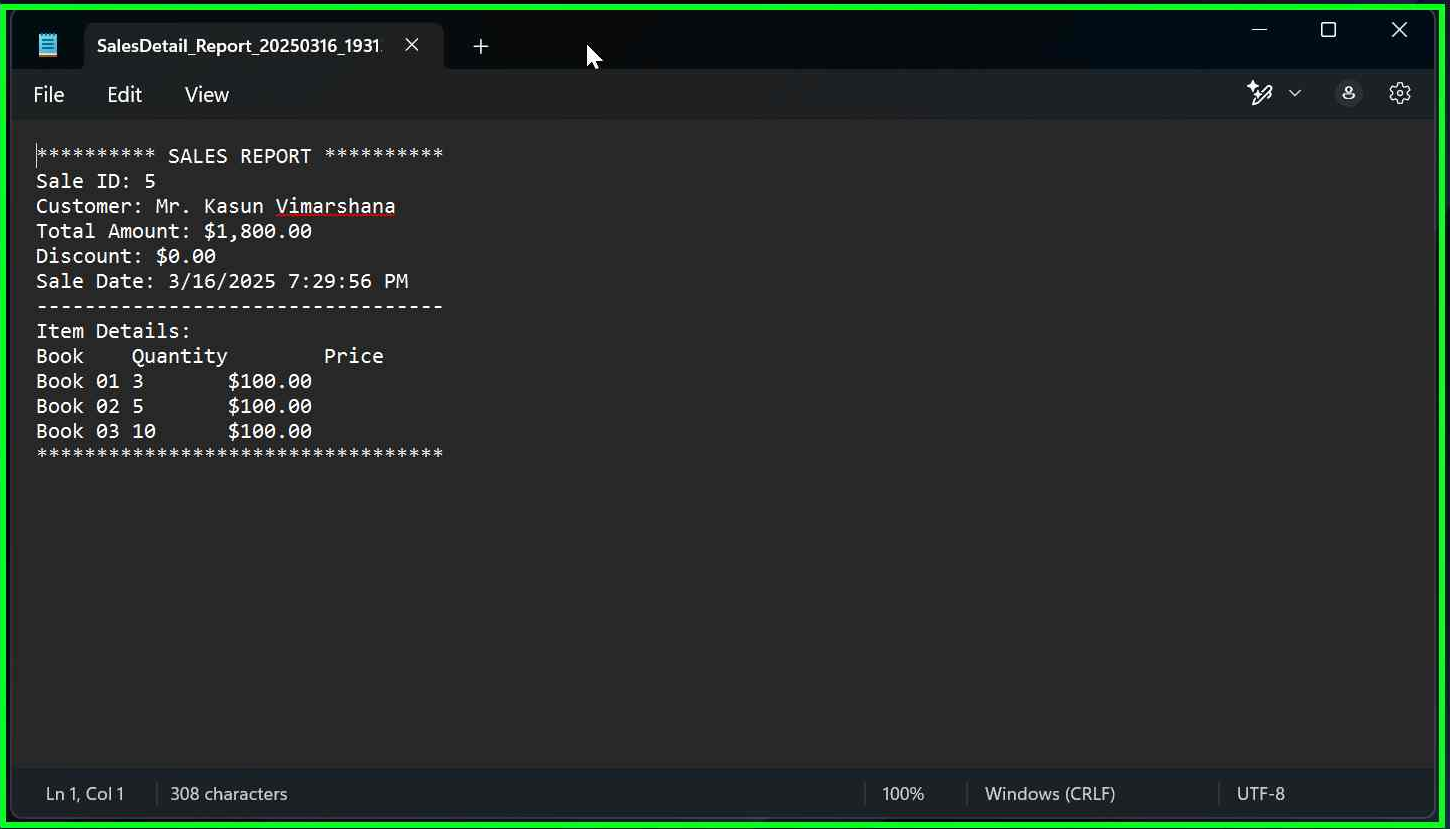 SalesDetail_Report_20250316_1931
File Edit View
********** SALES REPORT **********
Sale ID: 5
Customer: Mr. Kasun Vimarshana
Total Amount: $1,800.00
Discount: $0.00
Sale Date: 3/16/2025 7:29:56 PM
----------------------------------
Item Details:
Book    Quantity        Price
Book 01 3       $100.00
Book 02 5       $100.00
Book 03 10      $100.00
**********************************
Ln 1, Col 1 308 characters 100% Windows (CRLF) UTF-8